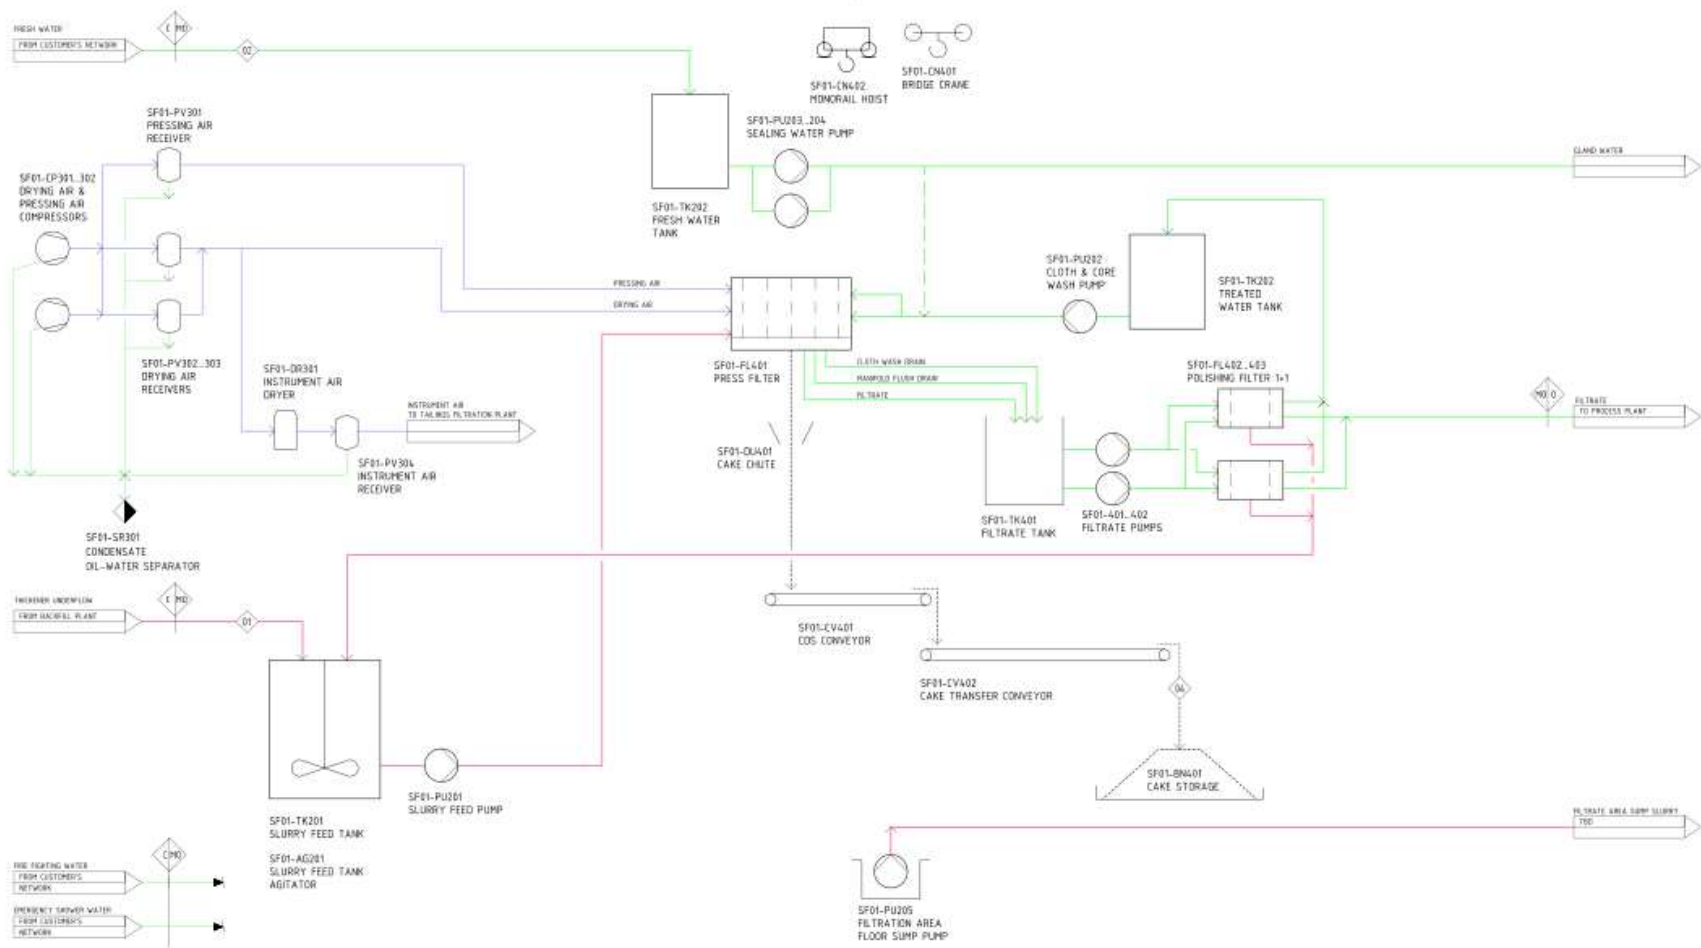 FRESH WATER
FROM CUSTOMER'S NETWORK
02
SF01-CN402
MONORAIL HOIST
SF01-CN401
BRIDGE CRANE
SF01-PV301
PRESSING AIR
RECEIVER
SF01-PU203..204
SEALING WATER PUMP
GLAND WATER
SF01-CP301..302
DRYING AIR &
PRESSING AIR
COMPRESSORS
SF01-TK202
FRESH WATER
TANK
SF01-PU202
CLOTH & CORE
WASH PUMP
SF01-TK202
TREATED
WATER TANK
PRESSING AIR
DRYING AIR
SF01-PV302..303
DRYING AIR
RECEIVERS
SF01-DR301
INSTRUMENT AIR
DRYER
SF01-FL401
PRESS FILTER
CLOTH WASH DRAIN
MANIFOLD FLUSH DRAIN
FILTRATE
SF01-FL402..403
POLISHING FILTER 1+1
INSTRUMENT AIR
TO TAILINGS FILTRATION PLANT
FILTRATE
TO PROCESS PLANT
SF01-DU401
CAKE CHUTE
SF01-PV304
INSTRUMENT AIR
RECEIVER
SF01-TK401
FILTRATE TANK
SF01-401..402
FILTRATE PUMPS
SF01-SR301
CONDENSATE
OIL-WATER SEPARATOR
THICKENER UNDERFLOW
FROM BACKFILL PLANT
01
SF01-CV401
COS CONVEYOR
SF01-CV402
CAKE TRANSFER CONVEYOR
04
SF01-BN401
CAKE STORAGE
SF01-PU201
SLURRY FEED PUMP
SF01-TK201
SLURRY FEED TANK
SF01-AG201
SLURRY FEED TANK
AGITATOR
FILTRATE AREA SUMP SLURRY
TBD
FIRE FIGHTING WATER
FROM CUSTOMER'S
NETWORK
EMERGENCY SHOWER WATER
FROM CUSTOMER'S
NETWORK
SF01-PU205
FILTRATION AREA
FLOOR SUMP PUMP